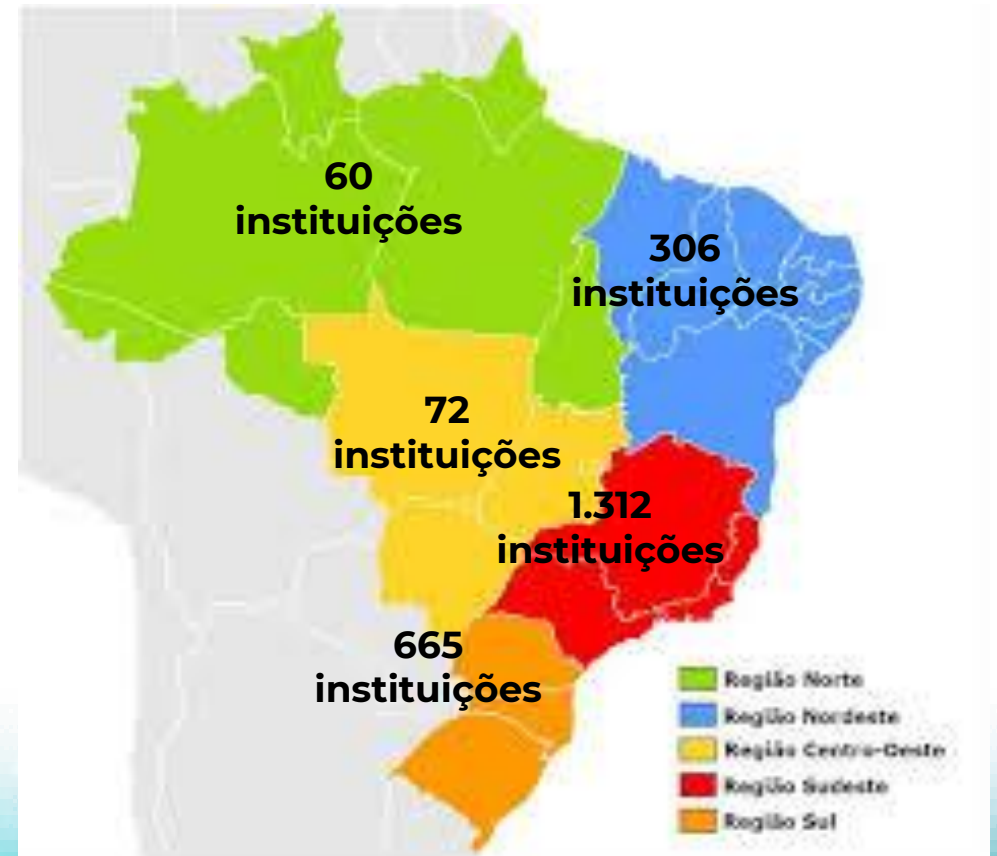 60
instituições
306
instituições
72
instituições
1.312
instituições
665
instituições
Região Norte
Região Nordeste
Região Centro-Oeste
Região Sudeste
Região Sul